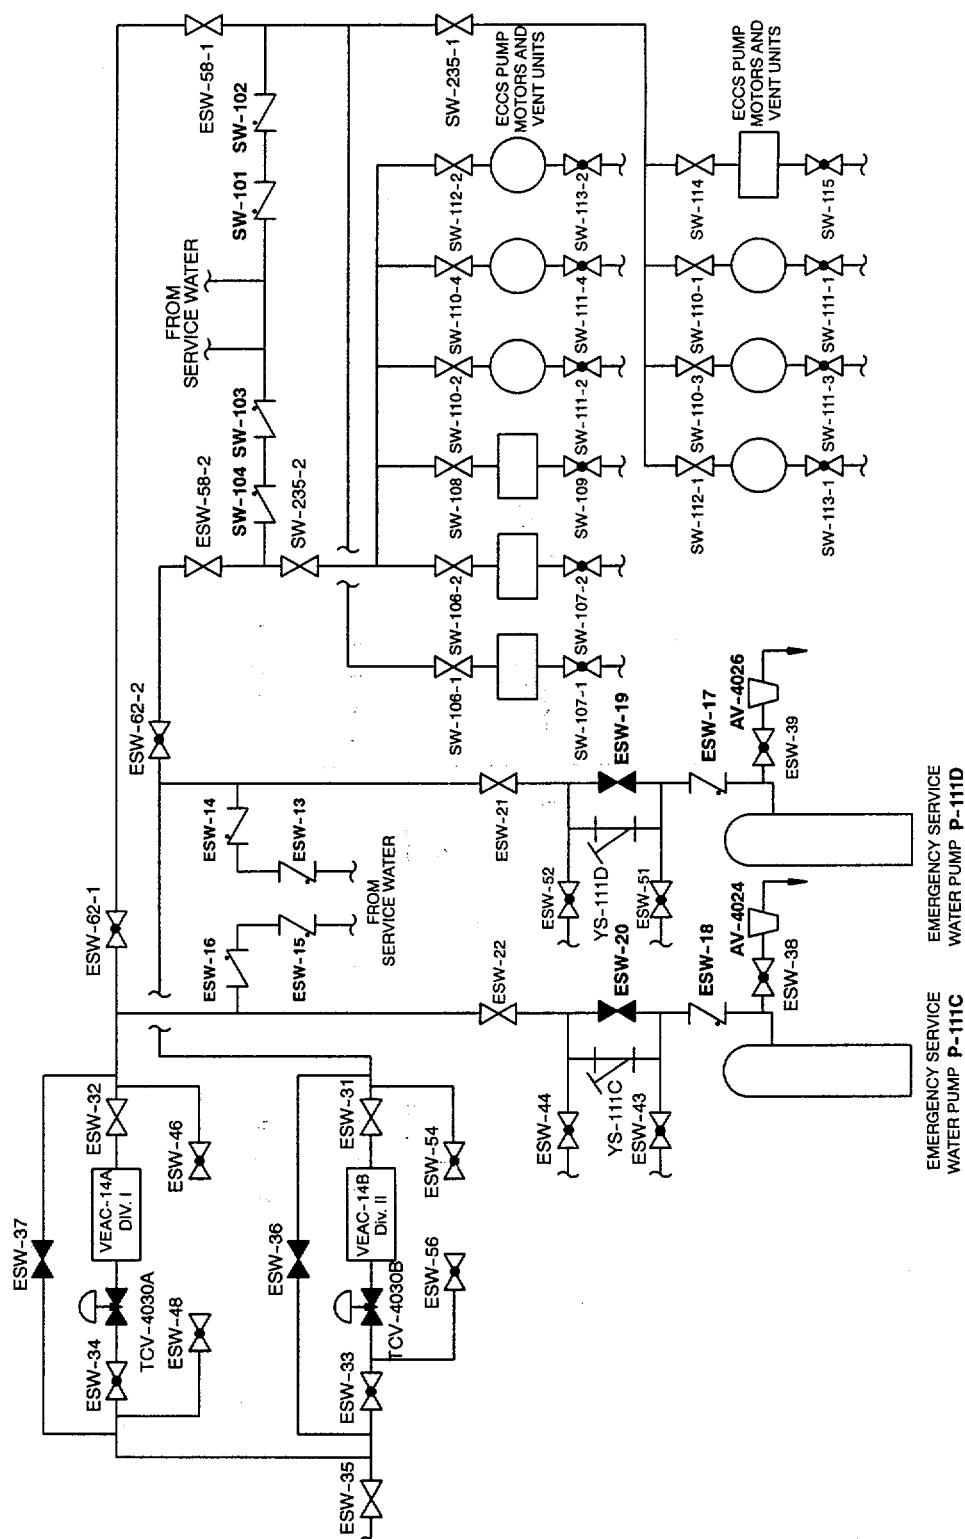 ESW-37
ESW-32
ESW-46
VEAC-14A
DIV. I
ESW-34
TCV-4030A
ESW-48
ESW-36
ESW-31
ESW-54
VEAC-14B
Div. II
ESW-56
TCV-4030B
ESW-33
ESW-35
ESW-62-1
ESW-62-2
ESW-16
ESW-15
ESW-14
ESW-13
FROM
SERVICE WATER
ESW-22
ESW-21
ESW-44
YS-111C
ESW-43
ESW-20
ESW-18
AV-4024
ESW-38
EMERGENCY SERVICE
WATER PUMP P-111C
ESW-52
YS-111D
ESW-51
ESW-19
ESW-17
AV-4026
ESW-39
EMERGENCY SERVICE
WATER PUMP P-111D
ESW-58-2
SW-104
SW-103
SW-235-2
FROM
SERVICE WATER
SW-101
SW-102
ESW-58-1
SW-235-1
SW-106-1
SW-106-2
SW-108
SW-110-2
SW-110-4
SW-112-2
ECCS PUMP
MOTORS AND
VENT UNITS
SW-107-1
SW-107-2
SW-109
SW-111-2
SW-111-4
SW-113-2
SW-112-1
SW-110-3
SW-110-1
SW-114
ECCS PUMP
MOTORS AND
VENT UNITS
SW-113-1
SW-111-3
SW-111-1
SW-115